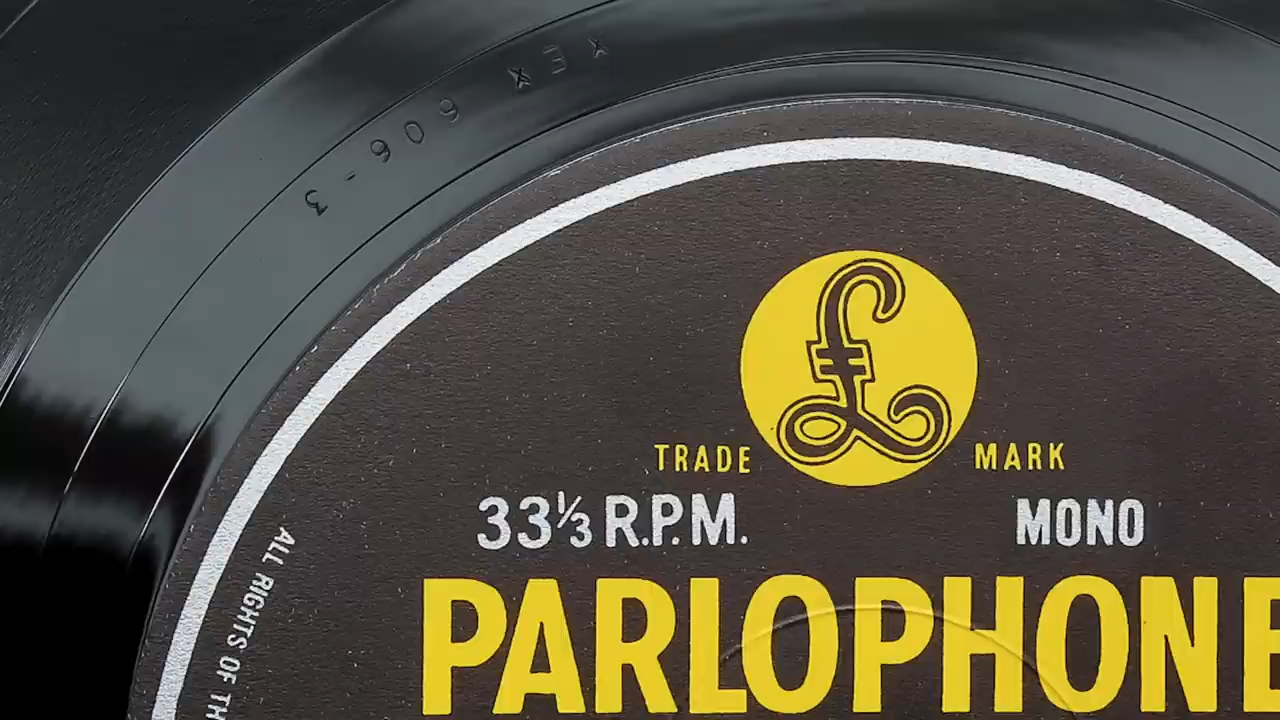 XEX 606-3
TRADE MARK
33⅓ R.P.M. MONO
PARLOPHONE
ALL RIGHTS OF TH